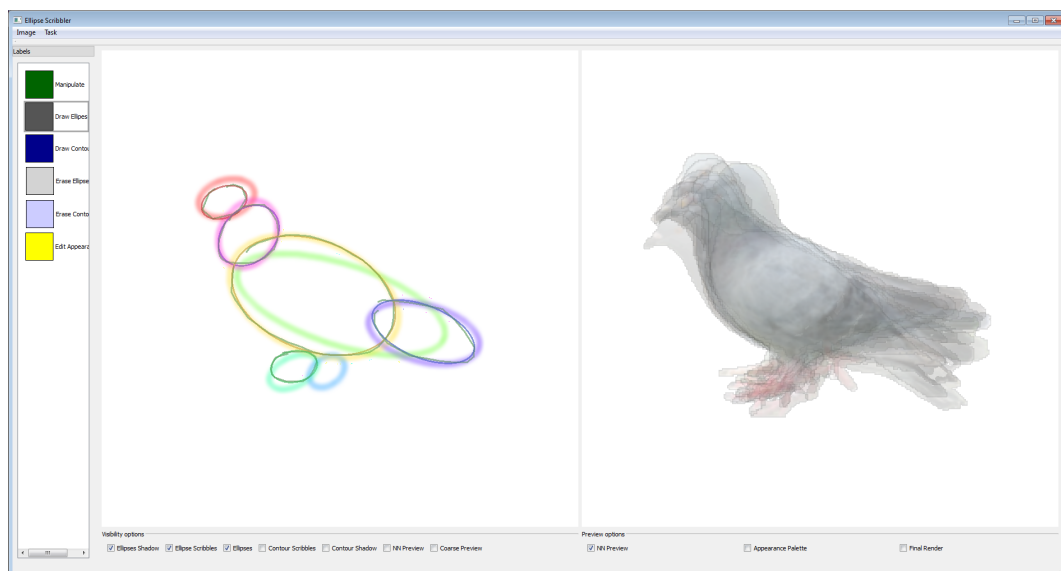 Ellipse Scribbler
Image Task
Labels
Manipulate
Draw Ellipes
Draw Contou
Erase Ellipse
Erase Conto
Edit Appeara
Visibility options
Ellipses Shadow Ellipse Scribbles Ellipses Contour Scribbles Contour Shadow NN Preview Coarse Preview
Preview options
NN Preview Appearance Palette Final Render